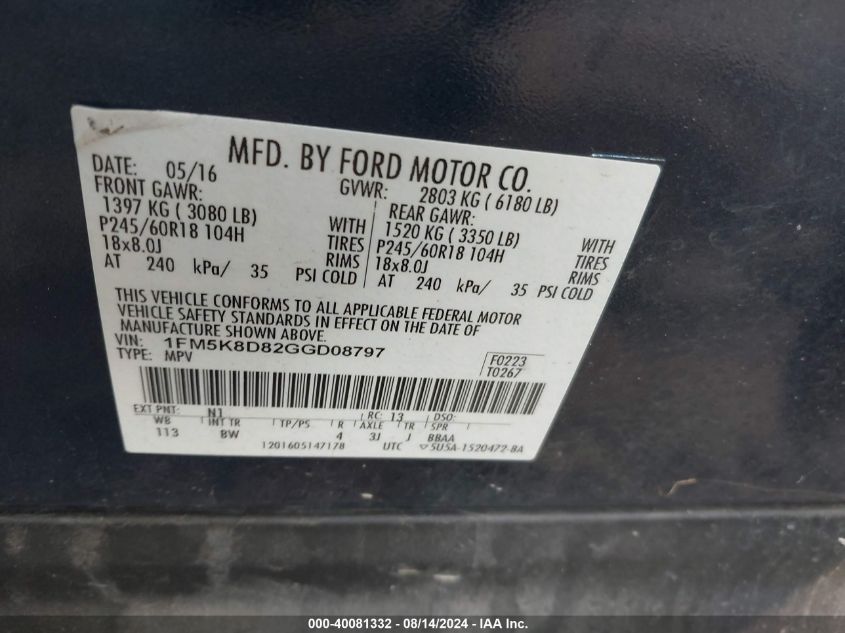 MFD. BY FORD MOTOR CO.
DATE: 05/16 GVWR: 2803 KG ( 6180 LB)
FRONT GAWR: REAR GAWR:
1397 KG ( 3080 LB) WITH 1520 KG ( 3350 LB) WITH
P245/60R18 104H TIRES P245/60R18 104H TIRES
18x8.0J RIMS 18x8.0J RIMS
AT 240 kPa/ 35 PSI COLD AT 240 kPa/ 35 PSI COLD
THIS VEHICLE CONFORMS TO ALL APPLICABLE FEDERAL MOTOR
VEHICLE SAFETY STANDARDS IN EFFECT ON THE DATE OF
MANUFACTURE SHOWN ABOVE.
VIN: 1FM5K8D82GGD08797 F0223
TYPE: MPV T0267
EXT PNT: N1 RC: 13 DSO:
WB INT TR TP/PS R AXLE TR SPR
113 BW 4 3J J BBAA
1201605147178 UTC ▽5U5A-1520472-BA
000-40081332 - 08/14/2024 - IAA Inc.